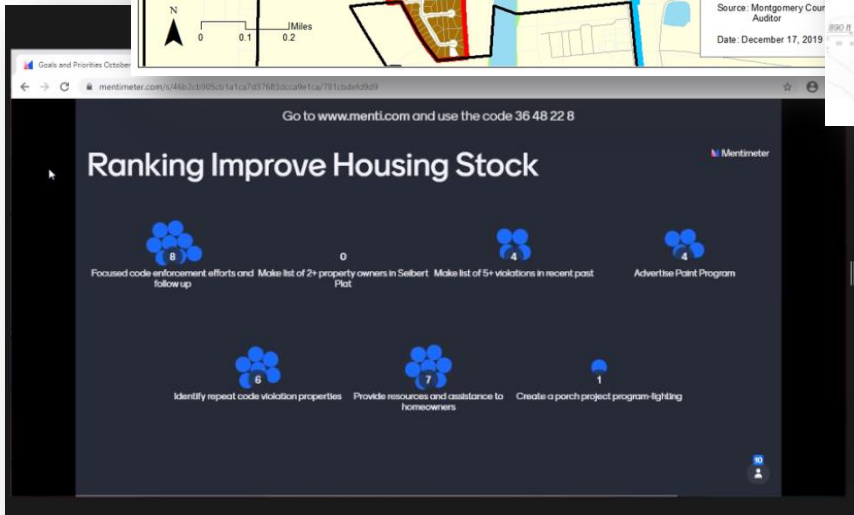 N
Miles
0 0.1 0.2
Source: Montgomery Coun
Auditor
Date: December 17, 2019
890 ft
Goals and Priorities October
Go to www.menti.com and use the code 36 48 22 8
Ranking Improve Housing Stock
Mentimeter
8
Focused code enforcement efforts and
follow up
0
Make list of 2+ property owners in Seibert
Plat
4
Make list of 5+ violations in recent past
4
Advertise Paint Program
6
Identify repeat code violation properties
7
Provide resources and assistance to
homeowners
1
Create a porch project program-lighting
10